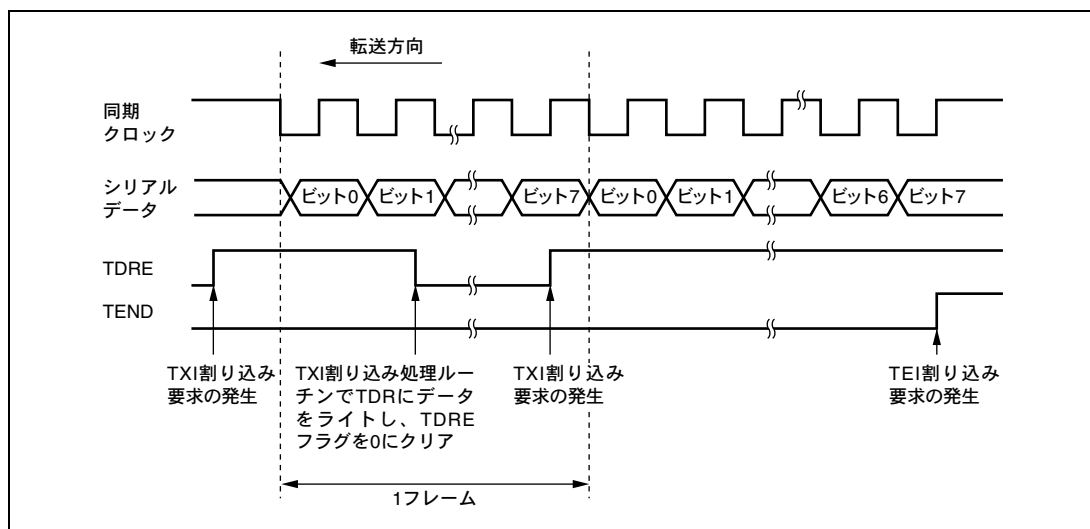 転送方向
同期
クロック
シリアル
データ
ビット0
ビット1
ビット7
ビット0
ビット1
ビット6
ビット7
TDRE
TEND
TXI割り込み
要求の発生
TXI割り込み処理ルー
チンでTDRにデータ
をライトし、TDRE
フラグを0にクリア
TXI割り込み
要求の発生
TEI割り込み
要求の発生
1フレーム